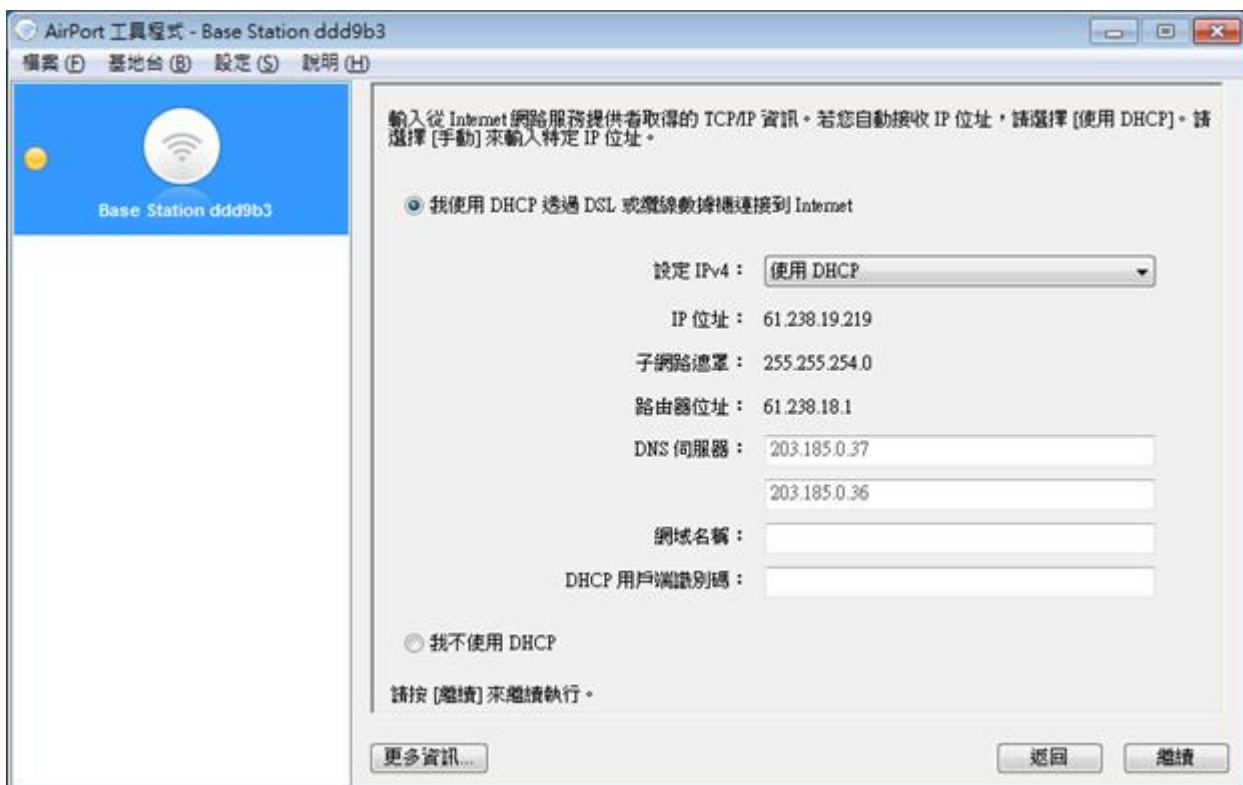 AirPort 工具程式 - Base Station ddd9b3
檔案(F) 基地台(B) 設定(S) 說明(H)
Base Station ddd9b3
輸入從 Internet 網路服務提供者取得的 TCP/IP 資訊。若您自動接收 IP 位址，請選擇 [使用 DHCP]。請
選擇 [手動] 來輸入特定 IP 位址。
我使用 DHCP 透過 DSL 或纜線數據機連接到 Internet
設定 IPv4： 使用 DHCP
IP 位址： 61.238.19.219
子網路遮罩： 255.255.254.0
路由器位址： 61.238.18.1
DNS 伺服器： 203.185.0.37
203.185.0.36
網域名稱：
DHCP 用戶端識別碼：
我不使用 DHCP
請按 [繼續] 來繼續執行。
更多資訊... 返回 繼續